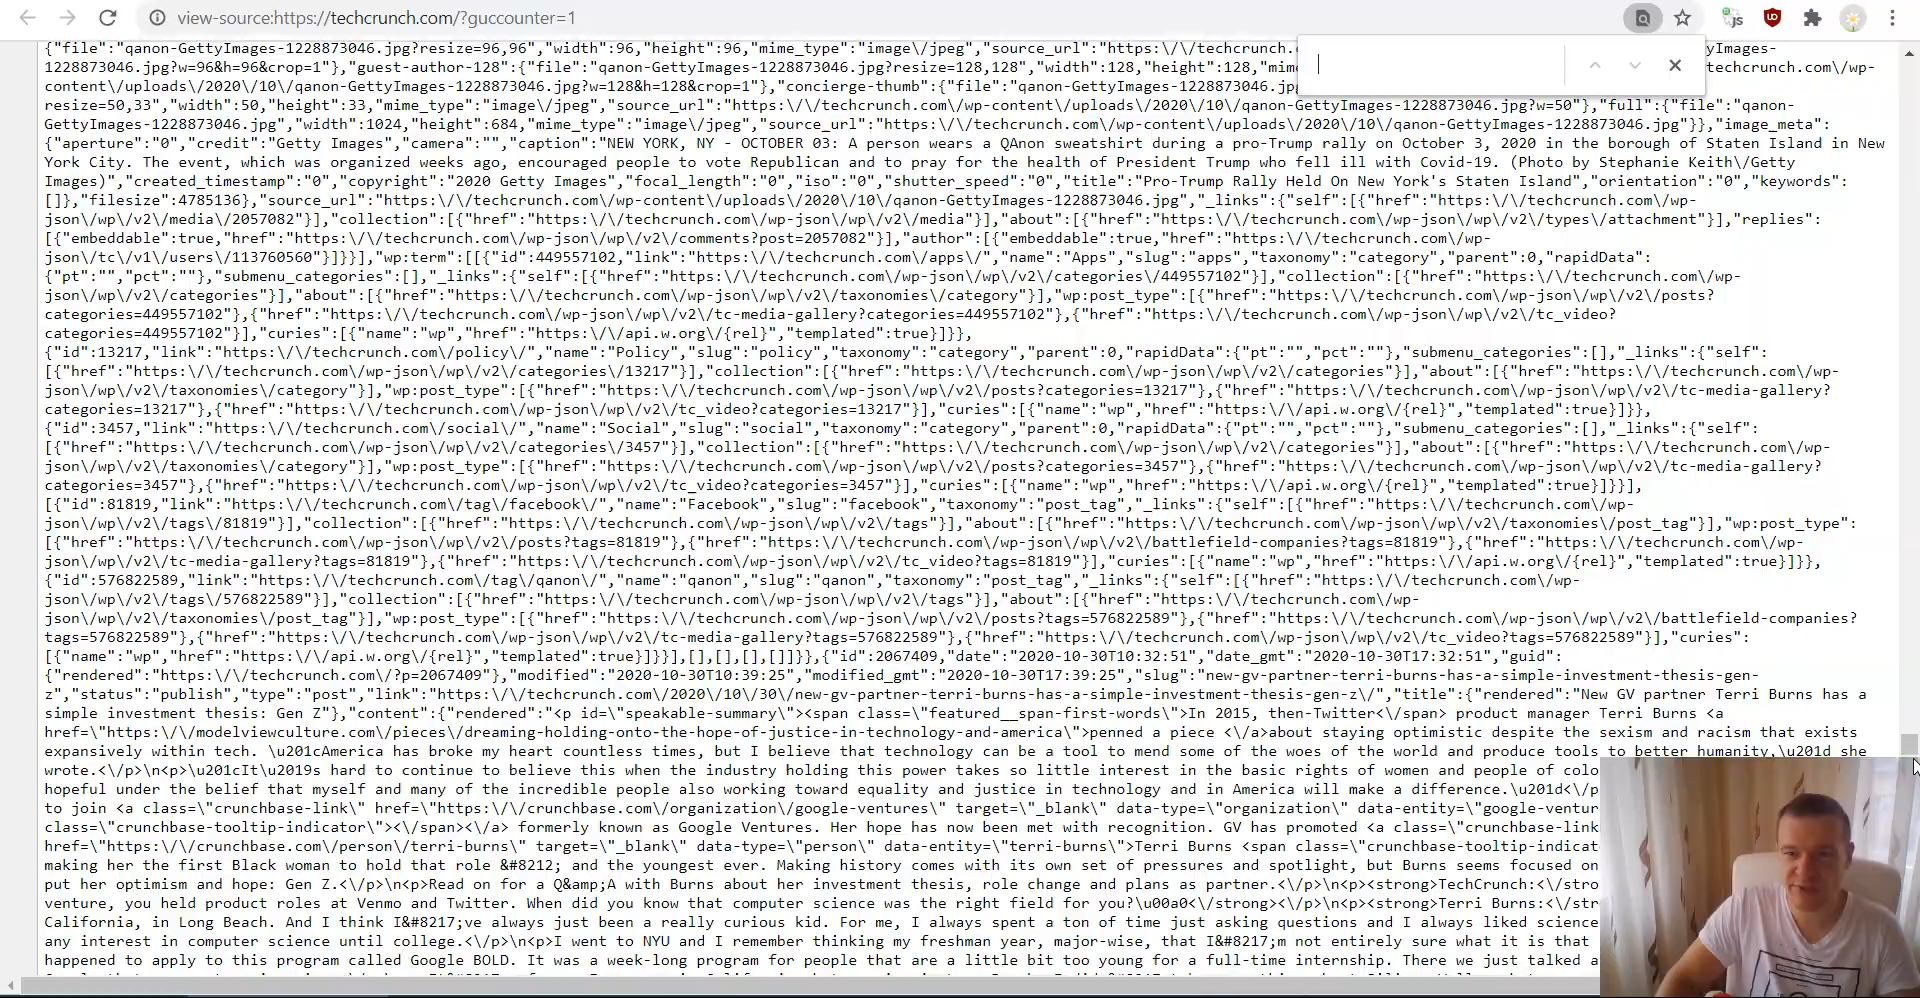 view-source:https://techcrunch.com/?guccounter=1
{"file":"qanon-GettyImages-1228873046.jpg?resize=96,96","width":96,"height":96,"mime_type":"image\/jpeg","source_url":"https:\/\/techcrunch. yImages-
1228873046.jpg?w=96&h=96&crop=1"},"guest-author-128":{"file":"qanon-GettyImages-1228873046.jpg?resize=128,128","width":128,"height":128,"mime techcrunch.com\/wp-
content\/uploads\/2020\/10\/qanon-GettyImages-1228873046.jpg?w=128&h=128&crop=1"},"concierge-thumb":{"file":"qanon-GettyImages-1228873046.jpg?
resize=50,33","width":50,"height":33,"mime_type":"image\/jpeg","source_url":"https:\/\/techcrunch.com\/wp-content\/uploads\/2020\/10\/qanon-GettyImages-1228873046.jpg?w=50"},"full":{"file":"qanon-
GettyImages-1228873046.jpg","width":1024,"height":684,"mime_type":"image\/jpeg","source_url":"https:\/\/techcrunch.com\/wp-content\/uploads\/2020\/10\/qanon-GettyImages-1228873046.jpg"}},"image_meta":
{"aperture":"0","credit":"Getty Images","camera":"","caption":"NEW YORK, NY - OCTOBER 03: A person wears a QAnon sweatshirt during a pro-Trump rally on October 3, 2020 in the borough of Staten Island in New
York City. The event, which was organized weeks ago, encouraged people to vote Republican and to pray for the health of President Trump who fell ill with Covid-19. (Photo by Stephanie Keith\/Getty
Images)","created_timestamp":"0","copyright":"2020 Getty Images","focal_length":"0","iso":"0","shutter_speed":"0","title":"Pro-Trump Rally Held On New York's Staten Island","orientation":"0","keywords":
[]},"filesize":4785136},"source_url":"https:\/\/techcrunch.com\/wp-content\/uploads\/2020\/10\/qanon-GettyImages-1228873046.jpg","_links":{"self":[{"href":"https:\/\/techcrunch.com\/wp-
json\/wp\/v2\/media\/2057082"}],"collection":[{"href":"https:\/\/techcrunch.com\/wp-json\/wp\/v2\/media"}],"about":[{"href":"https:\/\/techcrunch.com\/wp-json\/wp\/v2\/types\/attachment"}],"replies":
[{"embeddable":true,"href":"https:\/\/techcrunch.com\/wp-json\/wp\/v2\/comments?post=2057082"}],"author":[{"embeddable":true,"href":"https:\/\/techcrunch.com\/wp-
json\/tc\/v1\/users\/113760560"}]}}],"wp:term":[[{"id":449557102,"link":"https:\/\/techcrunch.com\/apps\/","name":"Apps","slug":"apps","taxonomy":"category","parent":0,"rapidData":
{"pt":"","pct":""},"submenu_categories":[],"_links":{"self":[{"href":"https:\/\/techcrunch.com\/wp-json\/wp\/v2\/categories\/449557102"}],"collection":[{"href":"https:\/\/techcrunch.com\/wp-
json\/wp\/v2\/categories"}],"about":[{"href":"https:\/\/techcrunch.com\/wp-json\/wp\/v2\/taxonomies\/category"}],"wp:post_type":[{"href":"https:\/\/techcrunch.com\/wp-json\/wp\/v2\/posts?
categories=449557102"},{"href":"https:\/\/techcrunch.com\/wp-json\/wp\/v2\/tc-media-gallery?categories=449557102"},{"href":"https:\/\/techcrunch.com\/wp-json\/wp\/v2\/tc_video?
categories=449557102"}],"curies":[{"name":"wp","href":"https:\/\/api.w.org\/{rel}","templated":true}]}},
{"id":13217,"link":"https:\/\/techcrunch.com\/policy\/","name":"Policy","slug":"policy","taxonomy":"category","parent":0,"rapidData":{"pt":"","pct":""},"submenu_categories":[],"_links":{"self":
[{"href":"https:\/\/techcrunch.com\/wp-json\/wp\/v2\/categories\/13217"}],"collection":[{"href":"https:\/\/techcrunch.com\/wp-json\/wp\/v2\/categories"}],"about":[{"href":"https:\/\/techcrunch.com\/wp-
json\/wp\/v2\/taxonomies\/category"}],"wp:post_type":[{"href":"https:\/\/techcrunch.com\/wp-json\/wp\/v2\/posts?categories=13217"},{"href":"https:\/\/techcrunch.com\/wp-json\/wp\/v2\/tc-media-gallery?
categories=13217"},{"href":"https:\/\/techcrunch.com\/wp-json\/wp\/v2\/tc_video?categories=13217"}],"curies":[{"name":"wp","href":"https:\/\/api.w.org\/{rel}","templated":true}]}},
{"id":3457,"link":"https:\/\/techcrunch.com\/social\/","name":"Social","slug":"social","taxonomy":"category","parent":0,"rapidData":{"pt":"","pct":""},"submenu_categories":[],"_links":{"self":
[{"href":"https:\/\/techcrunch.com\/wp-json\/wp\/v2\/categories\/3457"}],"collection":[{"href":"https:\/\/techcrunch.com\/wp-json\/wp\/v2\/categories"}],"about":[{"href":"https:\/\/techcrunch.com\/wp-
json\/wp\/v2\/taxonomies\/category"}],"wp:post_type":[{"href":"https:\/\/techcrunch.com\/wp-json\/wp\/v2\/posts?categories=3457"},{"href":"https:\/\/techcrunch.com\/wp-json\/wp\/v2\/tc-media-gallery?
categories=3457"},{"href":"https:\/\/techcrunch.com\/wp-json\/wp\/v2\/tc_video?categories=3457"}],"curies":[{"name":"wp","href":"https:\/\/api.w.org\/{rel}","templated":true}]}}],
[{"id":81819,"link":"https:\/\/techcrunch.com\/tag\/facebook\/","name":"Facebook","slug":"facebook","taxonomy":"post_tag","_links":{"self":[{"href":"https:\/\/techcrunch.com\/wp-
json\/wp\/v2\/tags\/81819"}],"collection":[{"href":"https:\/\/techcrunch.com\/wp-json\/wp\/v2\/tags"}],"about":[{"href":"https:\/\/techcrunch.com\/wp-json\/wp\/v2\/taxonomies\/post_tag"}],"wp:post_type":
[{"href":"https:\/\/techcrunch.com\/wp-json\/wp\/v2\/posts?tags=81819"},{"href":"https:\/\/techcrunch.com\/wp-json\/wp\/v2\/battlefield-companies?tags=81819"},{"href":"https:\/\/techcrunch.com\/wp-
json\/wp\/v2\/tc-media-gallery?tags=81819"},{"href":"https:\/\/techcrunch.com\/wp-json\/wp\/v2\/tc_video?tags=81819"}],"curies":[{"name":"wp","href":"https:\/\/api.w.org\/{rel}","templated":true}]}},
{"id":576822589,"link":"https:\/\/techcrunch.com\/tag\/qanon\/","name":"qanon","slug":"qanon","taxonomy":"post_tag","_links":{"self":[{"href":"https:\/\/techcrunch.com\/wp-
json\/wp\/v2\/tags\/576822589"}],"collection":[{"href":"https:\/\/techcrunch.com\/wp-json\/wp\/v2\/tags"}],"about":[{"href":"https:\/\/techcrunch.com\/wp-
json\/wp\/v2\/taxonomies\/post_tag"}],"wp:post_type":[{"href":"https:\/\/techcrunch.com\/wp-json\/wp\/v2\/posts?tags=576822589"},{"href":"https:\/\/techcrunch.com\/wp-json\/wp\/v2\/battlefield-companies?
tags=576822589"},{"href":"https:\/\/techcrunch.com\/wp-json\/wp\/v2\/tc-media-gallery?tags=576822589"},{"href":"https:\/\/techcrunch.com\/wp-json\/wp\/v2\/tc_video?tags=576822589"}],"curies":
[{"name":"wp","href":"https:\/\/api.w.org\/{rel}","templated":true}]}}],[],[],[],[]]}},{"id":2067409,"date":"2020-10-30T10:32:51","date_gmt":"2020-10-30T17:32:51","guid":
{"rendered":"https:\/\/techcrunch.com\/?p=2067409"},"modified":"2020-10-30T10:39:25","modified_gmt":"2020-10-30T17:39:25","slug":"new-gv-partner-terri-burns-has-a-simple-investment-thesis-gen-
z","status":"publish","type":"post","link":"https:\/\/techcrunch.com\/2020\/10\/30\/new-gv-partner-terri-burns-has-a-simple-investment-thesis-gen-z\/","title":{"rendered":"New GV partner Terri Burns has a
simple investment thesis: Gen Z"},"content":{"rendered":"<p id=\"speakable-summary\"><span class=\"featured__span-first-words\">In 2015, then-Twitter<\/span> product manager Terri Burns <a
href=\"https:\/\/modelviewculture.com\/pieces\/dreaming-holding-onto-the-hope-of-justice-in-technology-and-america\">penned a piece <\/a>about staying optimistic despite the sexism and racism that exists
expansively within tech. \u201cAmerica has broke my heart countless times, but I believe that technology can be a tool to mend some of the woes of the world and produce tools to better humanity,\u201d she
wrote.<\/p>\n<p>\u201cIt\u2019s hard to continue to believe this when the industry holding this power takes so little interest in the basic rights of women and people of colo
hopeful under the belief that myself and many of the incredible people also working toward equality and justice in technology and in America will make a difference.\u201d<\/p
to join <a class=\"crunchbase-link\" href=\"https:\/\/crunchbase.com\/organization\/google-ventures\" target=\"_blank\" data-type=\"organization\" data-entity=\"google-ventur
class=\"crunchbase-tooltip-indicator\"><\/span><\/a> formerly known as Google Ventures. Her hope has now been met with recognition. GV has promoted <a class=\"crunchbase-link
href=\"https:\/\/crunchbase.com\/person\/terri-burns\" target=\"_blank\" data-type=\"person\" data-entity=\"terri-burns\">Terri Burns <span class=\"crunchbase-tooltip-indicat
making her the first Black woman to hold that role &#8212; and the youngest ever. Making history comes with its own set of pressures and spotlight, but Burns seems focused on
put her optimism and hope: Gen Z.<\/p>\n<p>Read on for a Q&amp;A with Burns about her investment thesis, role change and plans as partner.<\/p>\n<p><strong>TechCrunch:<\/stro
venture, you held product roles at Venmo and Twitter. When did you know that computer science was the right field for you?\u00a0<\/strong><\/p>\n<p><strong>Terri Burns:<\/st
California, in Long Beach. And I think I&#8217;ve always just been a really curious kid. For me, I always spent a ton of time just asking questions and I always liked science
any interest in computer science until college.<\/p>\n<p>I went to NYU and I remember thinking my freshman year, major-wise, that I&#8217;m not entirely sure what it is that
happened to apply to this program called Google BOLD. It was a week-long program for people that are a little bit too young for a full-time internship. There we just talked a